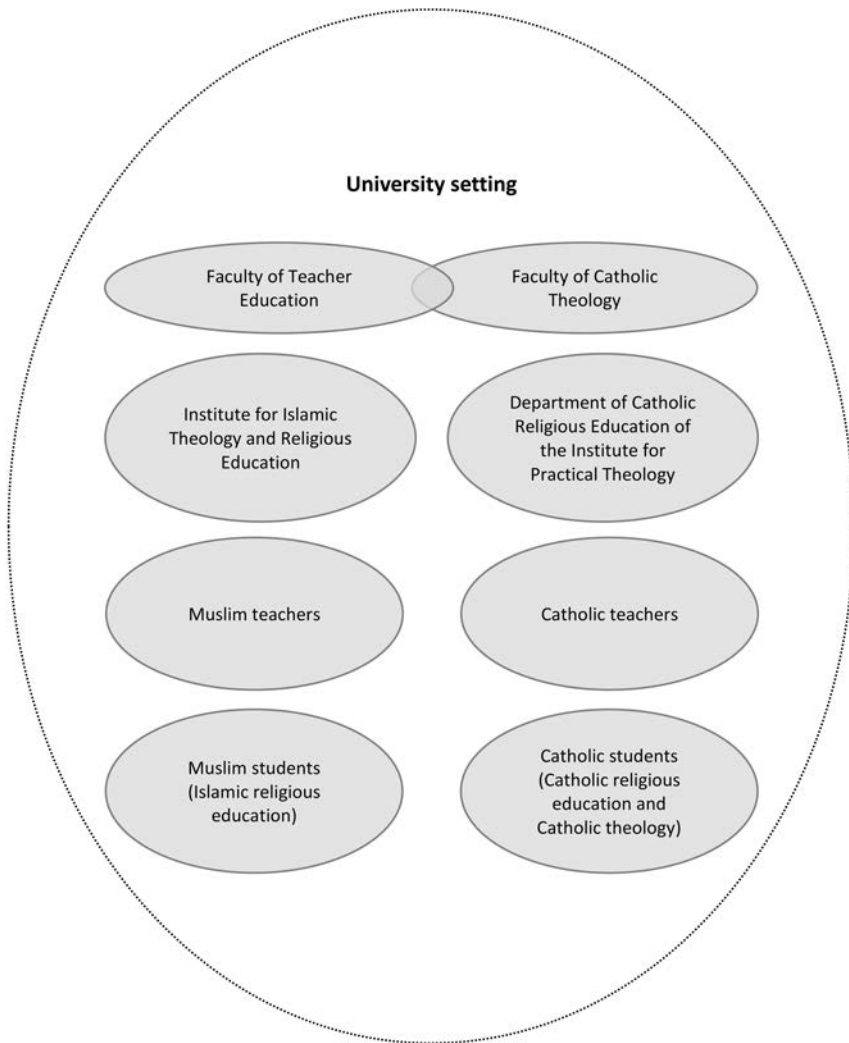 University setting
Faculty of Teacher
Education
Faculty of Catholic
Theology
Institute for Islamic
Theology and Religious
Education
Department of Catholic
Religious Education of
the Institute for
Practical Theology
Muslim teachers
Catholic teachers
Muslim students
(Islamic religious
education)
Catholic students
(Catholic religious
education and
Catholic theology)